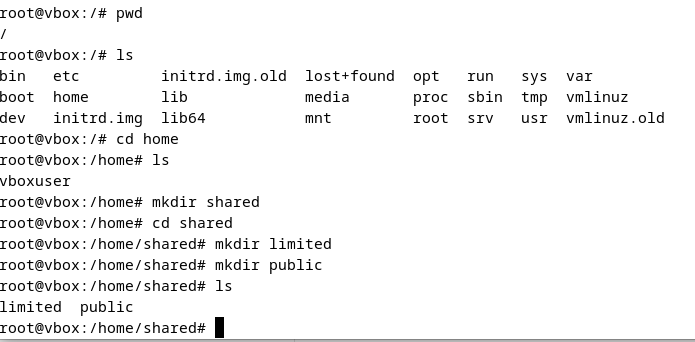 root@vbox:/# pwd
/
root@vbox:/# ls
bin   etc         initrd.img.old  lost+found  opt   run   sys  var
boot  home        lib             media       proc  sbin  tmp  vmlinuz
dev   initrd.img  lib64           mnt         root  srv   usr  vmlinuz.old
root@vbox:/# cd home
root@vbox:/home# ls
vboxuser
root@vbox:/home# mkdir shared
root@vbox:/home# cd shared
root@vbox:/home/shared# mkdir limited
root@vbox:/home/shared# mkdir public
root@vbox:/home/shared# ls
limited  public
root@vbox:/home/shared#